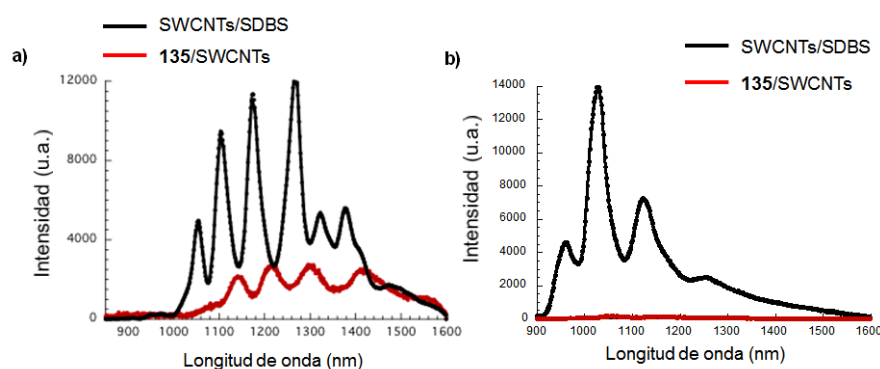 SWCNTs/SDBS
135/SWCNTs
a)
12000
8000
4000
0
Intensidad (u.a.)
900
1000
1100
1200
1300
1400
1500
1600
Longitud de onda (nm)
SWCNTs/SDBS
135/SWCNTs
b)
14000
12000
10000
8000
6000
4000
2000
0
Intensidad (u.a.)
900
1000
1100
1200
1300
1400
1500
1600
Longitud de onda (nm)